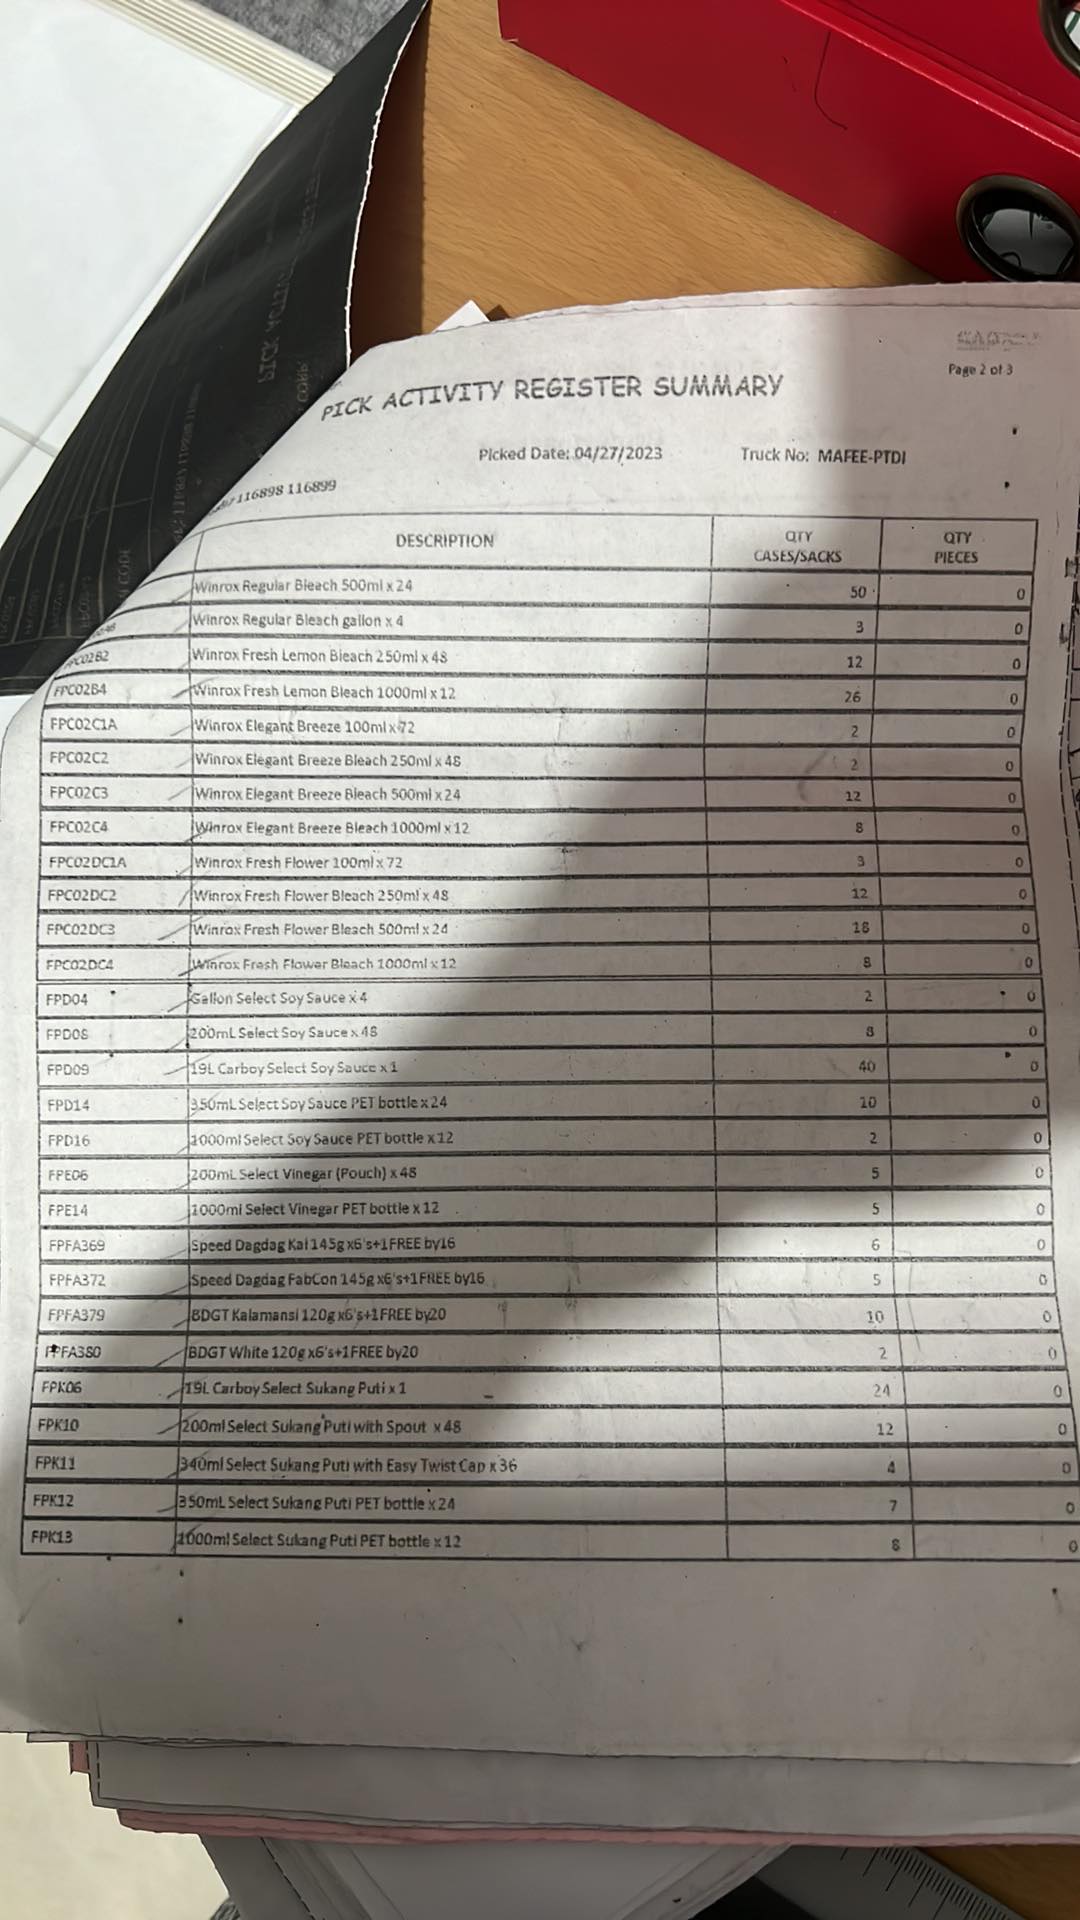 Page 2 of 3
PICK ACTIVITY REGISTER SUMMARY
Picked Date: 04/27/2023 Truck No: MAFEE-PTDI
116898 116899
DESCRIPTION QTY CASES/SACKS QTY PIECES
Winrox Regular Bleach 500ml x 24 50 0
Winrox Regular Bleach gallon x 4 3 0
FPC02B2 Winrox Fresh Lemon Bleach 250ml x 48 12 0
FPC02B4 Winrox Fresh Lemon Bleach 1000ml x 12 26 0
FPC02C1A Winrox Elegant Breeze 100ml x 72 2 0
FPC02C2 Winrox Elegant Breeze Bleach 250ml x 48 2 0
FPC02C3 Winrox Elegant Breeze Bleach 500ml x 24 12 0
FPC02C4 Winrox Elegant Breeze Bleach 1000ml x 12 8 0
FPC02DC1A Winrox Fresh Flower 100ml x 72 3 0
FPC02DC2 Winrox Fresh Flower Bleach 250ml x 48 12 0
FPC02DC3 Winrox Fresh Flower Bleach 500ml x 24 18 0
FPC02DC4 Winrox Fresh Flower Bleach 1000ml x 12 8 0
FPD04 Gallon Select Soy Sauce x 4 2 0
FPD08 200mL Select Soy Sauce x 48 8 0
FPD09 19L Carboy Select Soy Sauce x 1 40 0
FPD14 350mL Select Soy Sauce PET bottle x 24 10 0
FPD16 1000ml Select Soy Sauce PET bottle x 12 2 0
FPE06 200mL Select Vinegar (Pouch) x 48 5 0
FPE14 1000ml Select Vinegar PET bottle x 12 5 0
FPFA369 Speed Dagdag Kal 145g x6's+1FREE by16 6 0
FPFA372 Speed Dagdag FabCon 145g x6's+1FREE by16 5 0
FPFA379 BDGT Kalamansi 120g x6's+1FREE by20 10 0
FPFA380 BDGT White 120g x6's+1FREE by20 2 0
FPK06 19L Carboy Select Sukang Puti x 1 24 0
FPK10 200ml Select Sukang Puti with Spout x 48 12 0
FPK11 340ml Select Sukang Puti with Easy Twist Cap x 36 4 0
FPK12 350mL Select Sukang Puti PET bottle x 24 7 0
FPK13 1000ml Select Sukang Puti PET bottle x 12 8 0